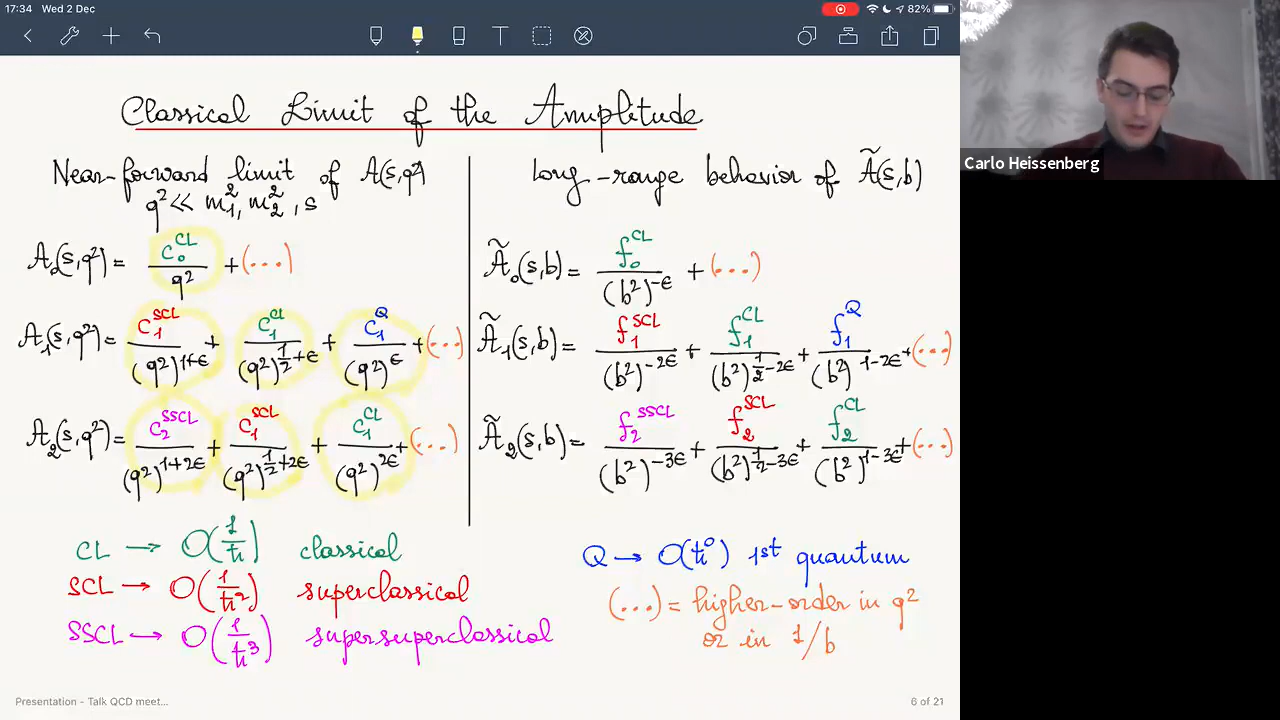 17:34 Wed 2 Dec
82%
Classical Limit of the Amplitude
Near-forward limit of A(s,q²)
q² << m₁², m₂², s
A₀(s,q²) = C₀^CL / q² + (...)
A₁(s,q²) = C₁^SCL / (q²)^{1+ε} + C₁^CL / (q²)^{1/2+ε} + C₁^Q / (q²)^ε + (...)
A₂(s,q²) = C₂^SSCL / (q²)^{1+2ε} + C₁^SCL / (q²)^{1/2+2ε} + C₁^CL / (q²)^{2ε} + (...)
long-range behavior of Ã(s,b)
Ã₀(s,b) = f₀^CL / (b²)^{-ε} + (...)
Ã₁(s,b) = f₁^SCL / (b²)^{-2ε} + f₁^CL / (b²)^{1/2-2ε} + f₁^Q / (b²)^{1-2ε} + (...)
Ã₂(s,b) = f₂^SSCL / (b²)^{-3ε} + f₂^SCL / (b²)^{1/2-3ε} + f₂^CL / (b²)^{1-3ε} + (...)
CL → O(1/ħ) classical
SCL → O(1/ħ²) superclassical
SSCL → O(1/ħ³) supersuperclassical
Q → O(ħ⁰) 1st quantum
(...) = higher-order in q²
or in 1/b
Presentation - Talk QCD meet...
6 of 21
Carlo Heissenberg